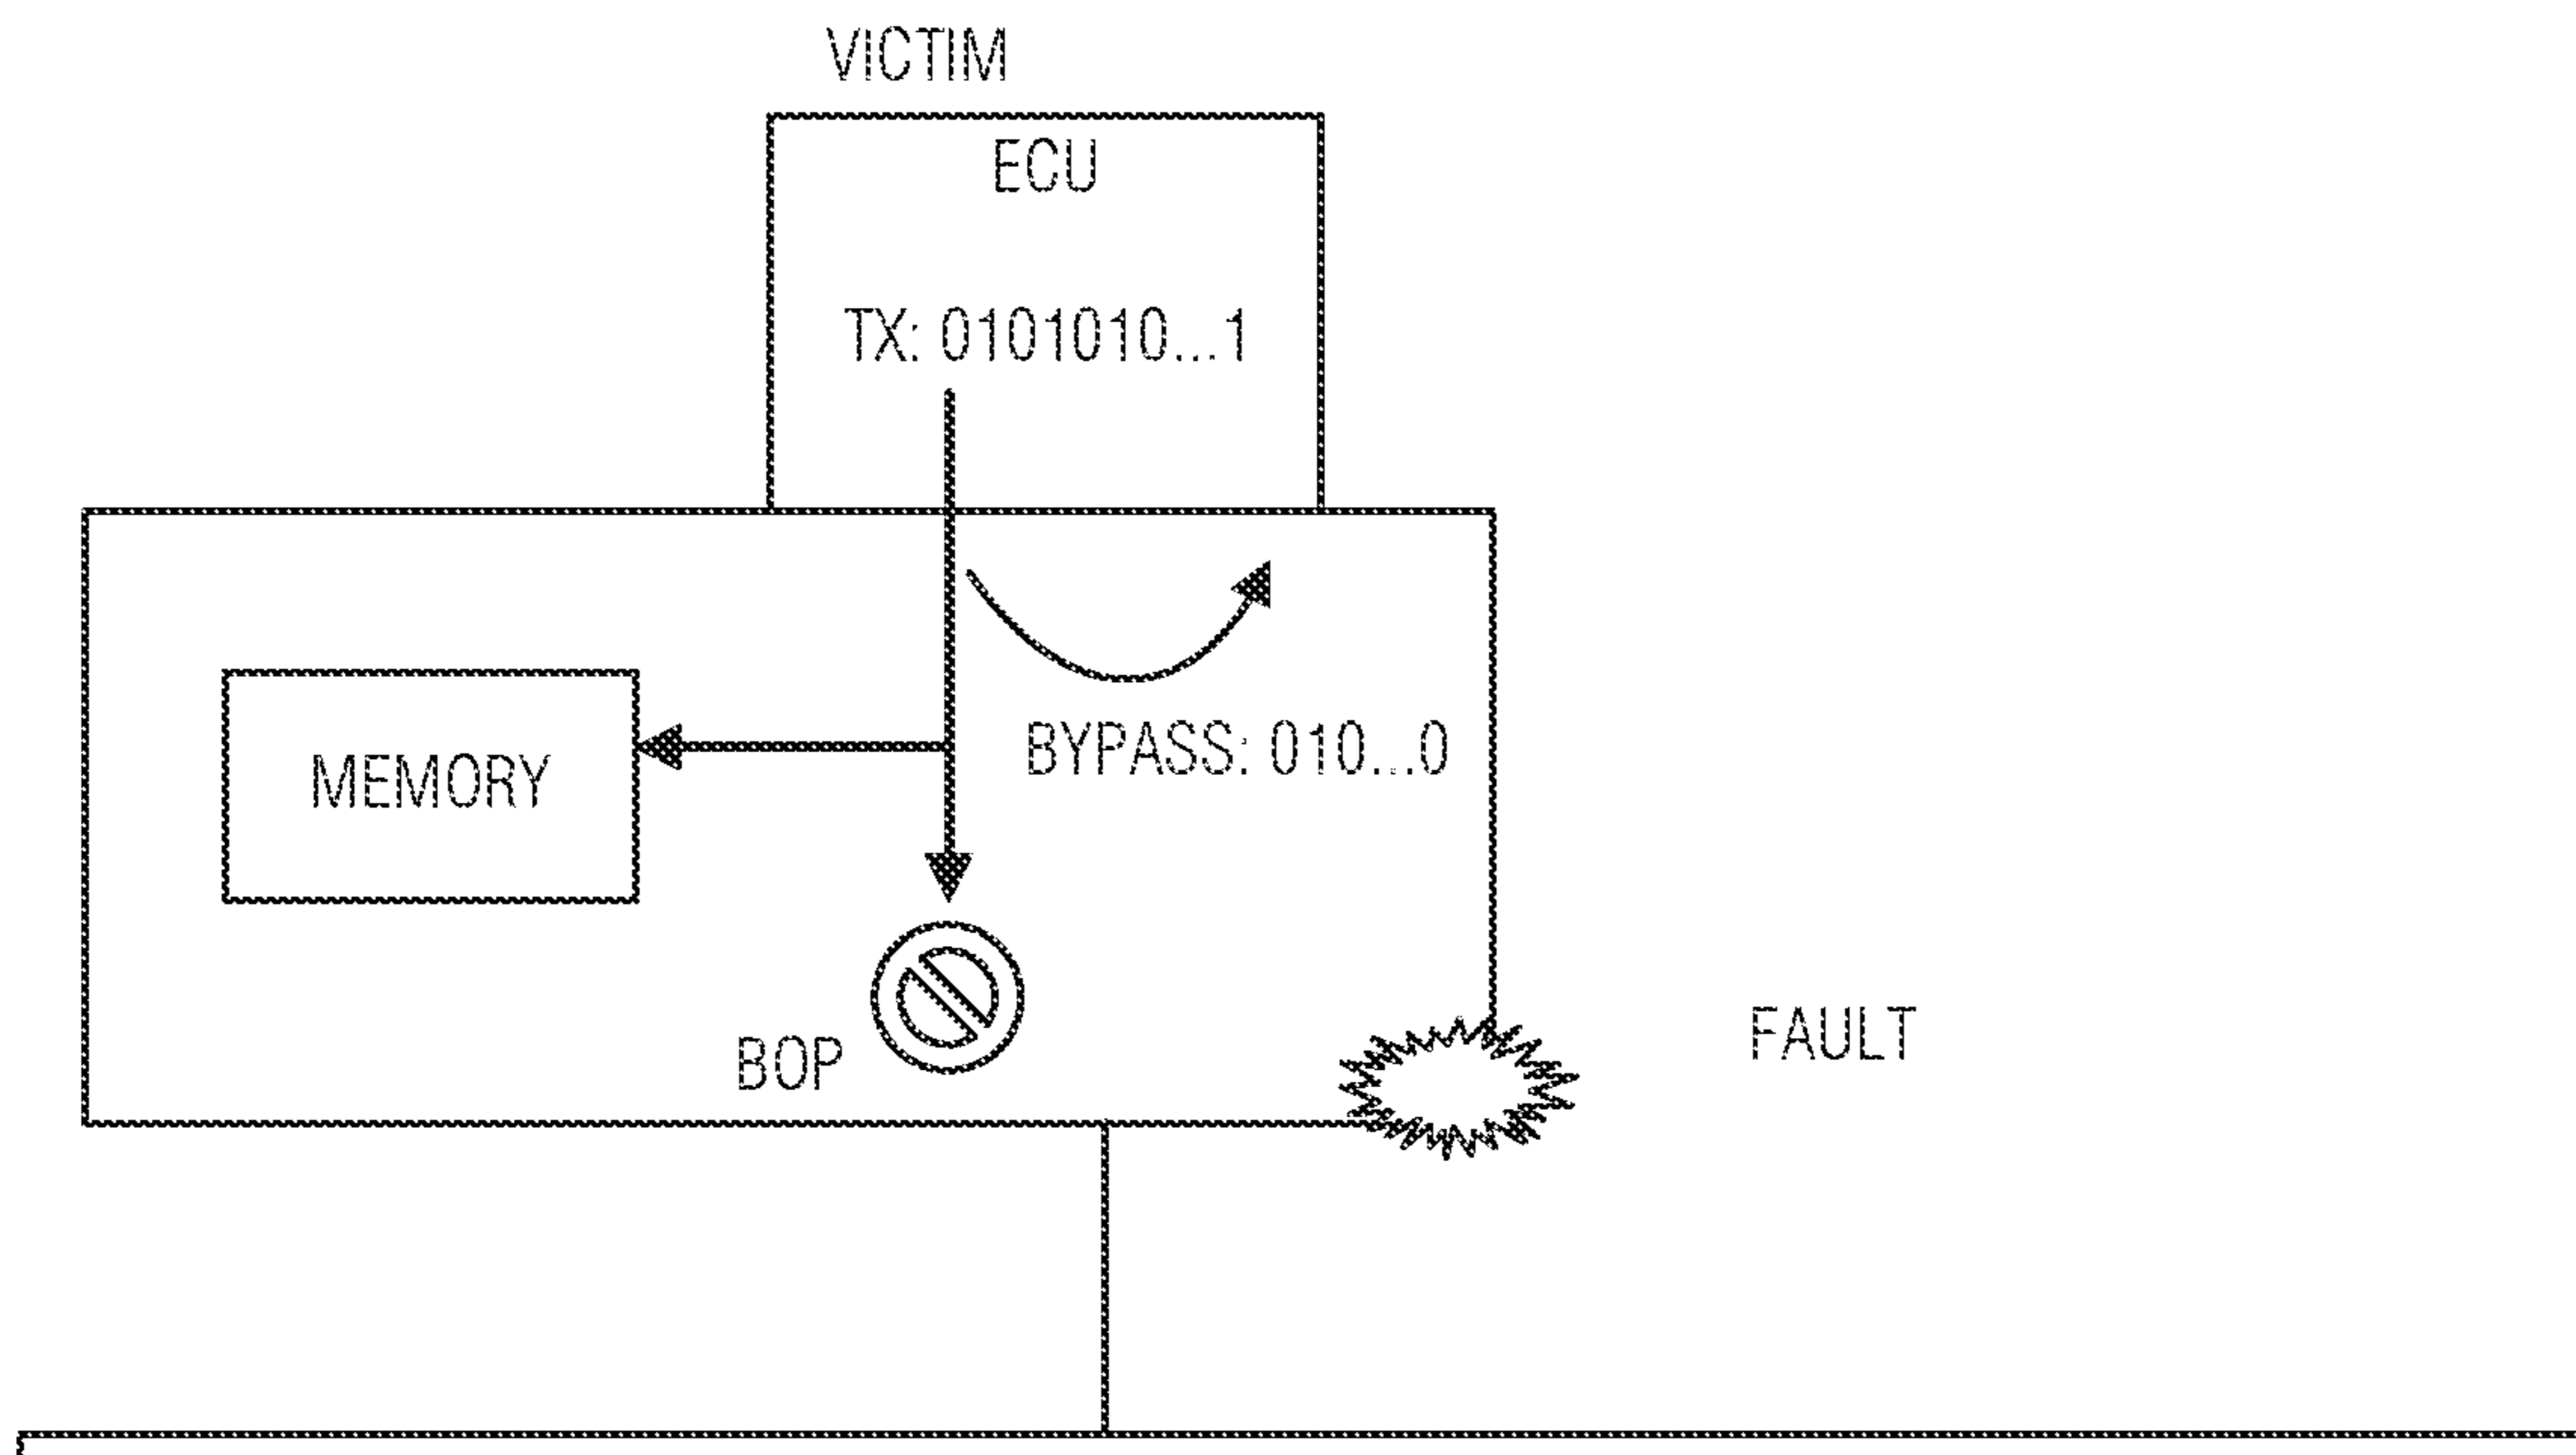 VICTIM
ECU
TX: 0101010...1
BYPASS: 010...0
MEMORY
FAULT
BOP